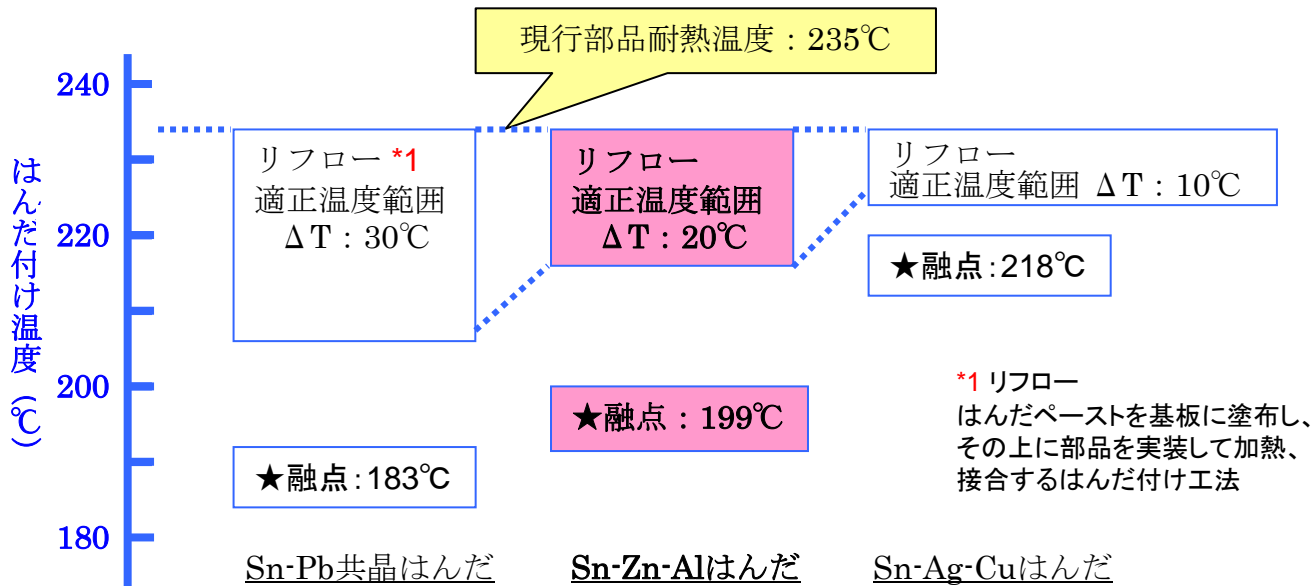 現行部品耐熱温度：235℃
240
220
200
180
はんだ付け温度（℃）
リフロー *1
適正温度範囲
ΔT：30℃
リフロー
適正温度範囲
ΔT：20℃
リフロー
適正温度範囲 ΔT：10℃
★融点：218℃
★融点：199℃
★融点：183℃
*1 リフロー
はんだペーストを基板に塗布し、
その上に部品を実装して加熱、
接合するはんだ付け工法
Sn-Pb共晶はんだ
Sn-Zn-Alはんだ
Sn-Ag-Cuはんだ